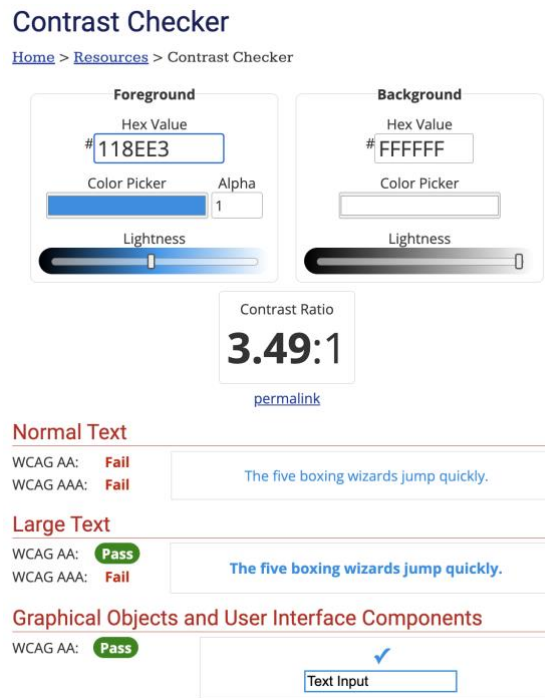 Contrast Checker
Home > Resources > Contrast Checker
Foreground
Hex Value
# 118EE3
Color Picker Alpha
1
Lightness
Background
Hex Value
# FFFFFF
Color Picker
Lightness
Contrast Ratio
3.49:1
permalink
Normal Text
WCAG AA: Fail
WCAG AAA: Fail
The five boxing wizards jump quickly.
Large Text
WCAG AA: Pass
WCAG AAA: Fail
The five boxing wizards jump quickly.
Graphical Objects and User Interface Components
WCAG AA: Pass
✓
Text Input